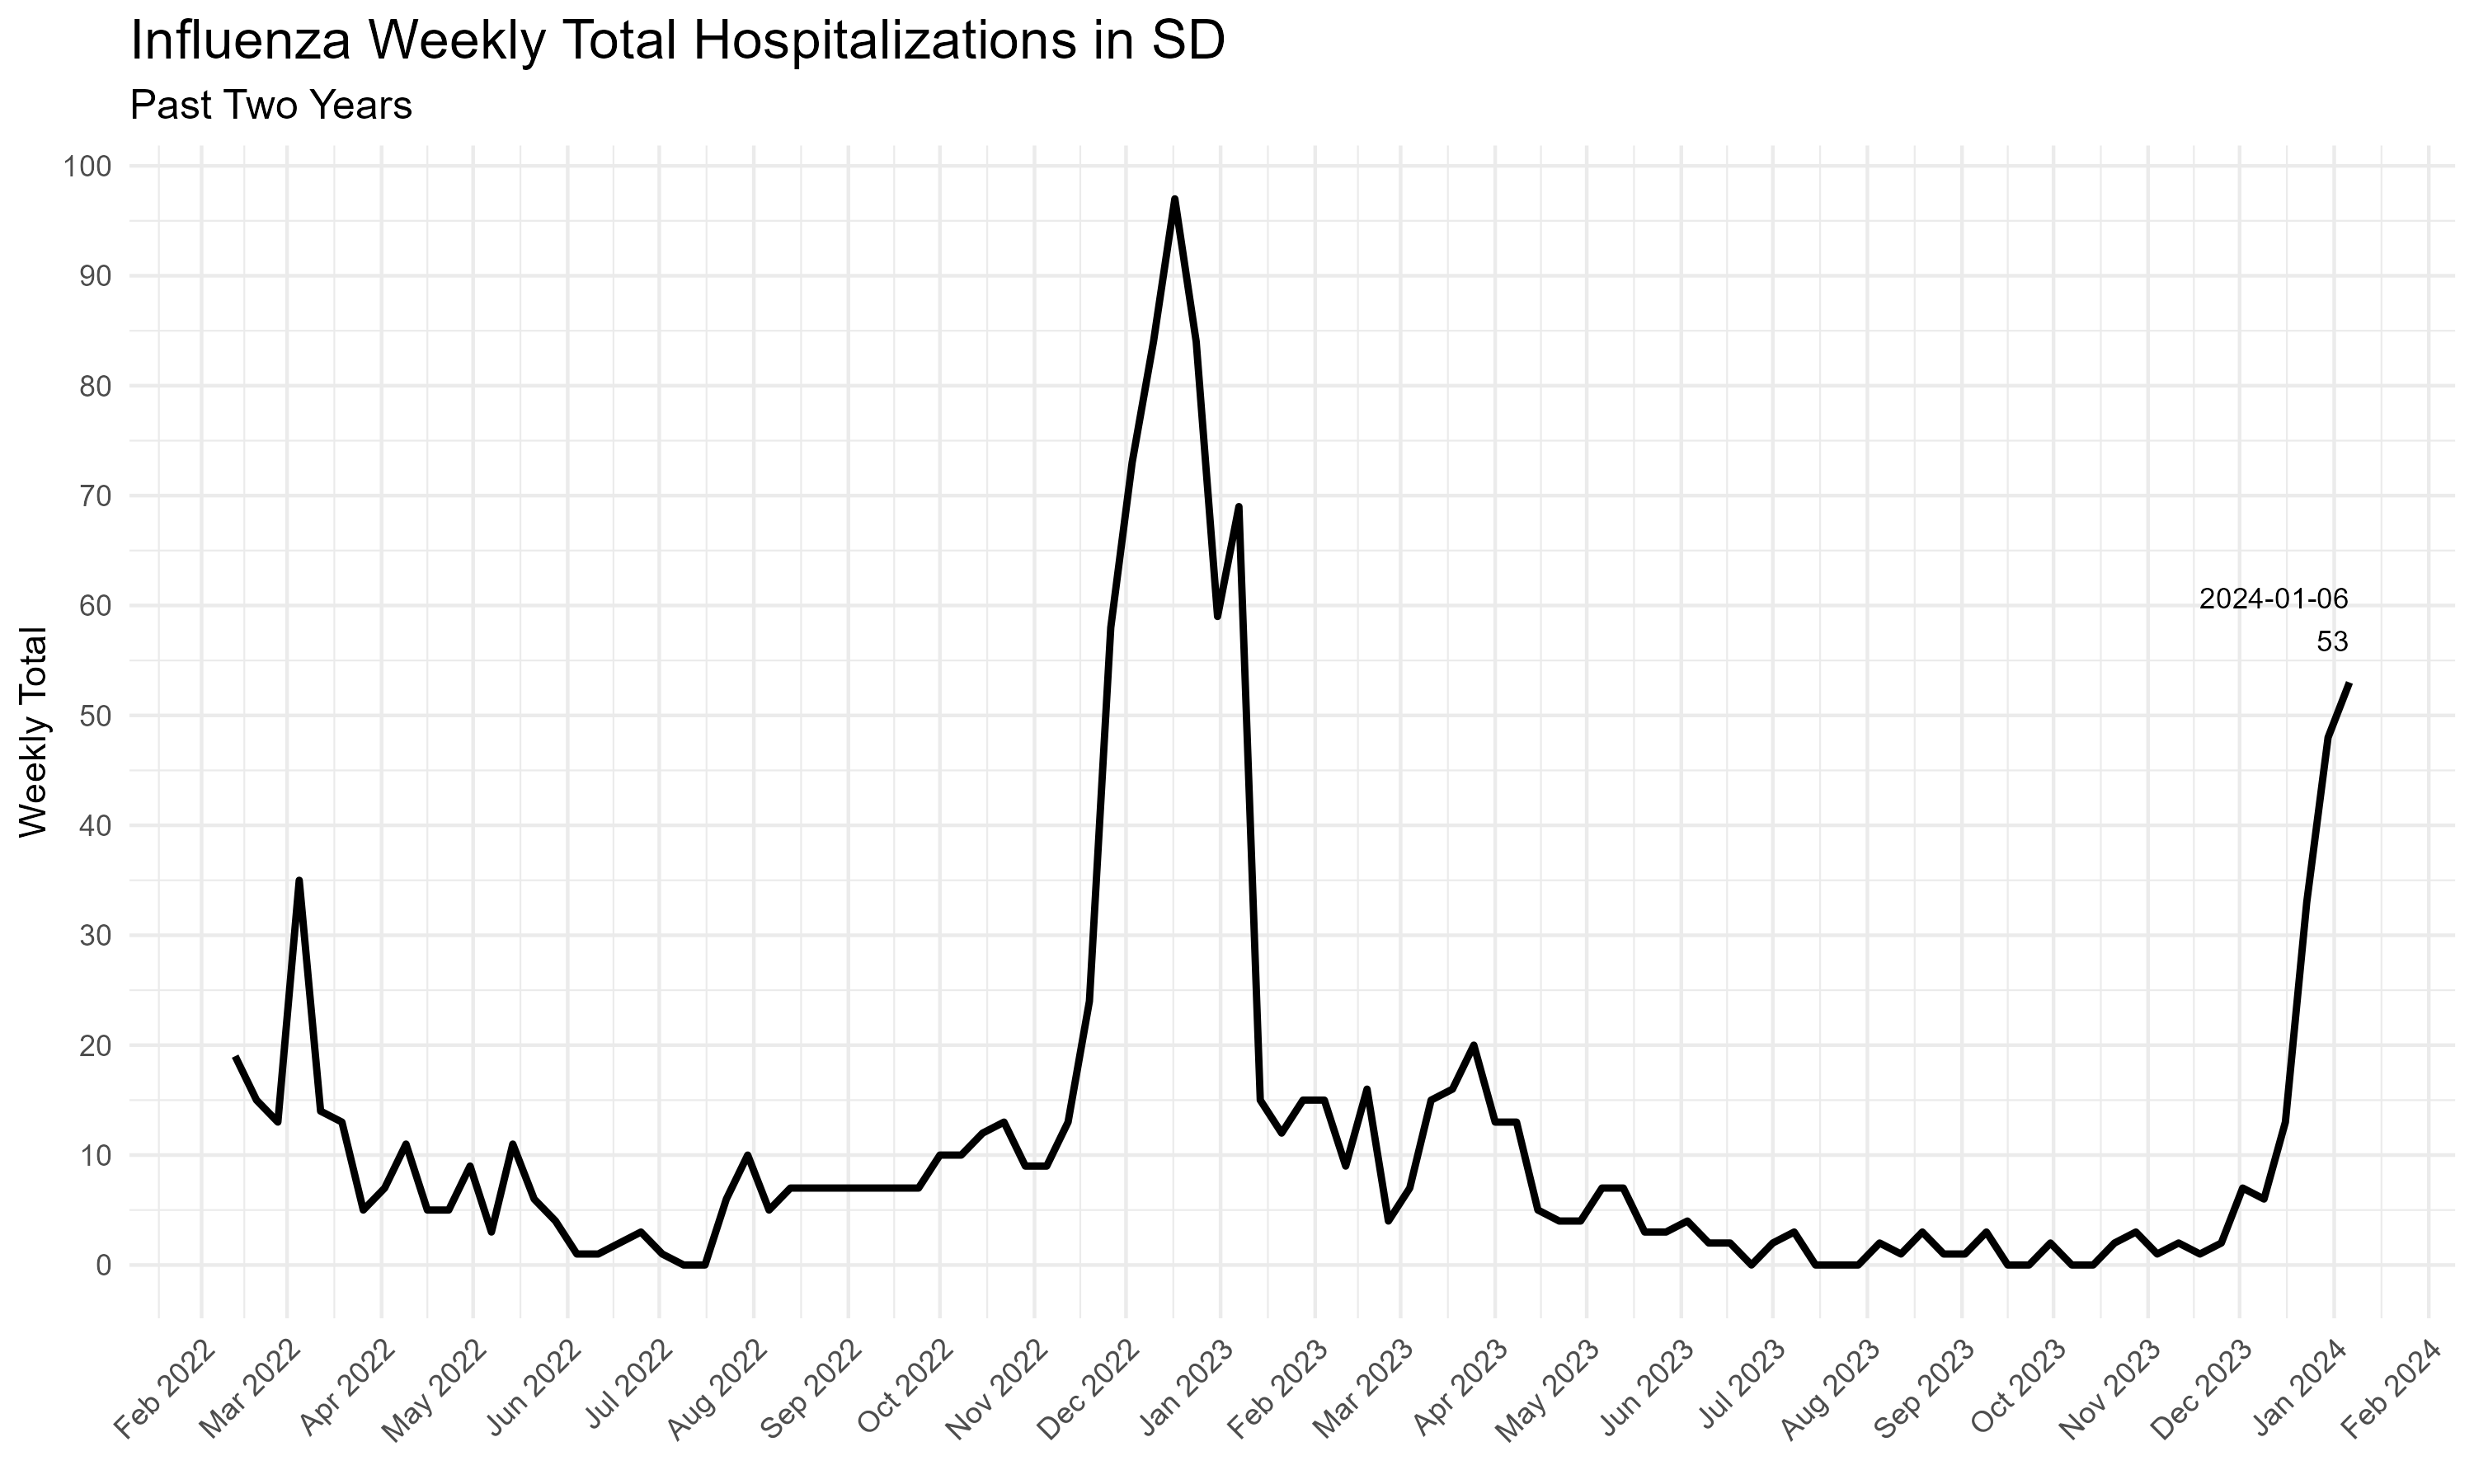 Influenza Weekly Total Hospitalizations in SD
Past Two Years
Weekly Total
100
90
80
70
60
50
40
30
20
10
0
2024-01-06
53
Feb 2022
Mar 2022
Apr 2022
May 2022
Jun 2022
Jul 2022
Aug 2022
Sep 2022
Oct 2022
Nov 2022
Dec 2022
Jan 2023
Feb 2023
Mar 2023
Apr 2023
May 2023
Jun 2023
Jul 2023
Aug 2023
Sep 2023
Oct 2023
Nov 2023
Dec 2023
Jan 2024
Feb 2024